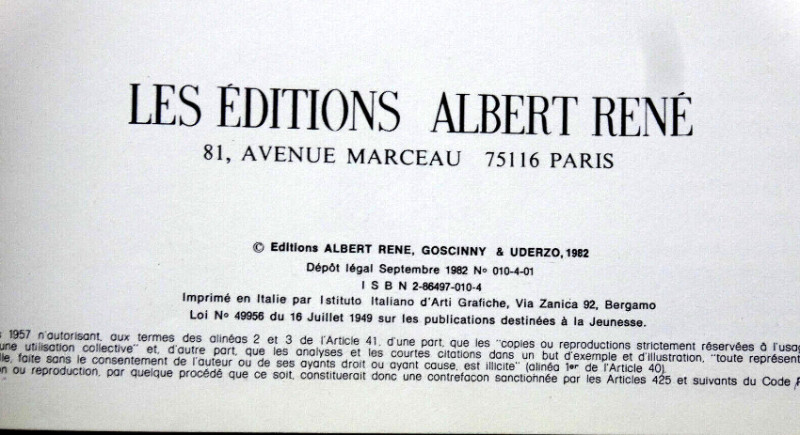 LES ÉDITIONS ALBERT RENÉ
81, AVENUE MARCEAU 75116 PARIS
© Editions ALBERT RENE, GOSCINNY & UDERZO, 1982
Dépôt légal Septembre 1982 No 010-4-01
I S B N 2-86497-010-4
Imprimé en Italie par Istituto Italiano d'Arti Grafiche, Via Zanica 92, Bergamo
Loi No 49956 du 16 Juillet 1949 sur les publications destinées à la Jeunesse.
1957 n'autorisant, aux termes des alinéas 2 et 3 de l'Article 41, d'une part, que les "copies ou reproductions strictement réservées à l'usa
une utilisation collective" et, d'autre part, que les analyses et les courtes citations dans un but d'exemple et d'illustration, "toute représent
lle, faite sans le consentement de l'auteur ou de ses ayants droit ou ayant cause, est illicite" (alinéa 1er de l'Article 40).
on ou reproduction, par quelque procédé que ce soit, constituerait donc une contrefaçon sanctionnée par les Articles 425 et suivants du Code